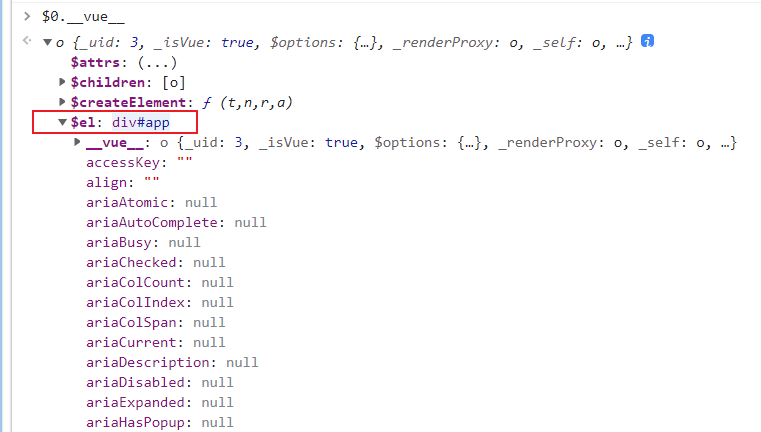 $0.__vue__
o {_uid: 3, _isVue: true, $options: {…}, _renderProxy: o, _self: o, …} i
$attrs: (...)
$children: [o]
$createElement: ƒ (t,n,r,a)
$el: div#app
__vue__: o {_uid: 3, _isVue: true, $options: {…}, _renderProxy: o, _self: o, …}
accessKey: ""
align: ""
ariaAtomic: null
ariaAutoComplete: null
ariaBusy: null
ariaChecked: null
ariaColCount: null
ariaColIndex: null
ariaColSpan: null
ariaCurrent: null
ariaDescription: null
ariaDisabled: null
ariaExpanded: null
ariaHasPopup: null